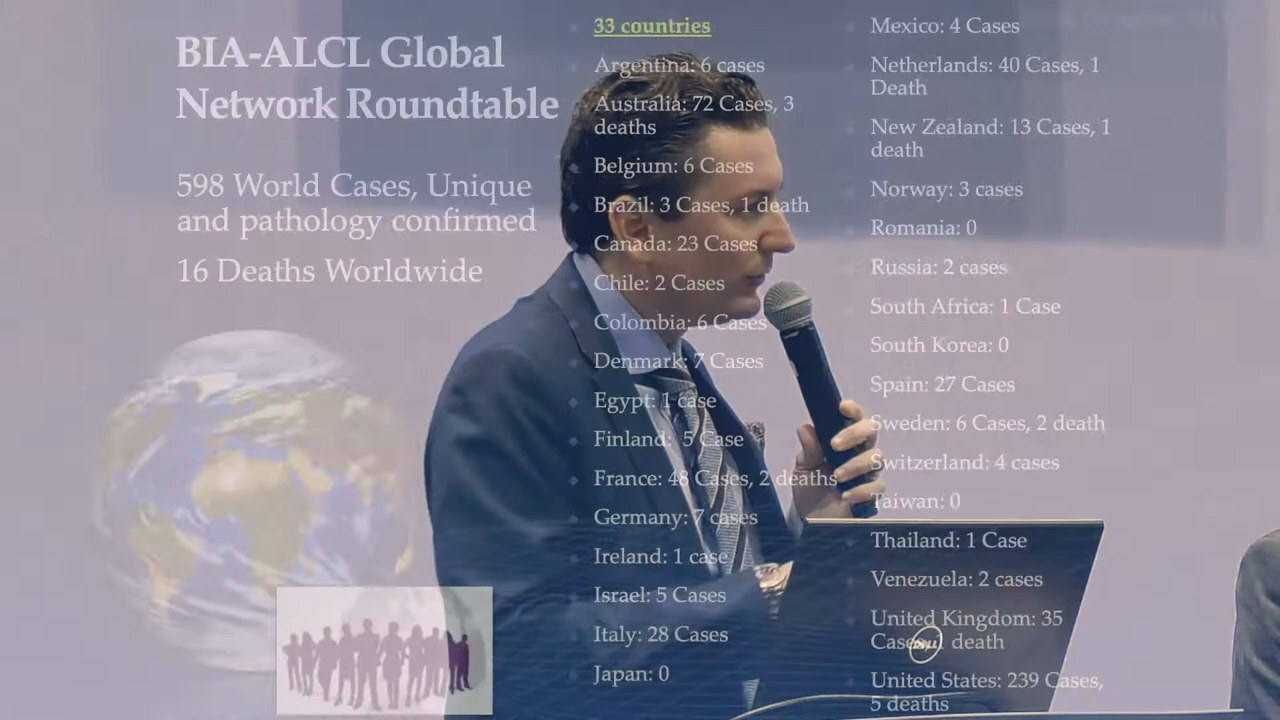 BIA-ALCL Global
Network Roundtable
598 World Cases, Unique
and pathology confirmed
16 Deaths Worldwide
33 countries
Argentina: 6 cases
Australia: 72 Cases, 3
deaths
Belgium: 6 Cases
Brazil: 3 Cases, 1 death
Canada: 23 Cases
Chile: 2 Cases
Colombia: 6 Cases
Denmark: 7 Cases
Egypt: 1 case
Finland: 5 Case
France: 48 Cases, 2 deaths
Germany: 7 cases
Ireland: 1 case
Israel: 5 Cases
Italy: 28 Cases
Japan: 0
Mexico: 4 Cases
Netherlands: 40 Cases, 1
Death
New Zealand: 13 Cases, 1
death
Norway: 3 cases
Romania: 0
Russia: 2 cases
South Africa: 1 Case
South Korea: 0
Spain: 27 Cases
Sweden: 6 Cases, 2 death
Switzerland: 4 cases
Taiwan: 0
Thailand: 1 Case
Venezuela: 2 cases
United Kingdom: 35
death
United States: 239 Cases,
5 deaths
DELL